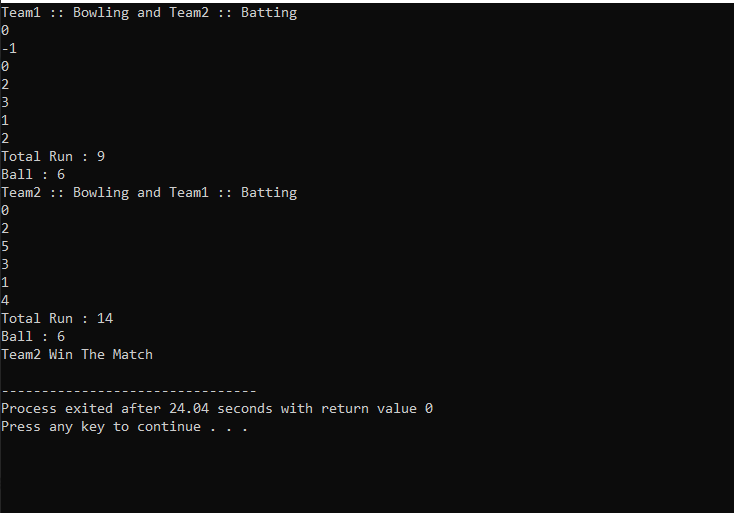 Team1 :: Bowling and Team2 :: Batting
0
-1
0
2
3
1
2
Total Run : 9
Ball : 6
Team2 :: Bowling and Team1 :: Batting
0
2
5
3
1
4
Total Run : 14
Ball : 6
Team2 Win The Match
--------------------------------
Process exited after 24.04 seconds with return value 0
Press any key to continue . . .